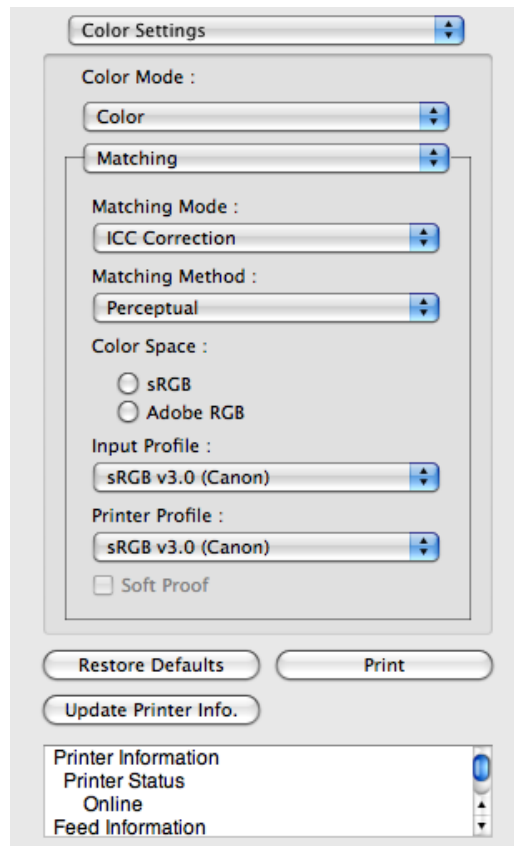 Color Settings
Color Mode :
Color
Matching
Matching Mode :
ICC Correction
Matching Method :
Perceptual
Color Space :
sRGB
Adobe RGB
Input Profile :
sRGB v3.0 (Canon)
Printer Profile :
sRGB v3.0 (Canon)
Soft Proof
Restore Defaults Print
Update Printer Info.
Printer Information
Printer Status
Online
Feed Information